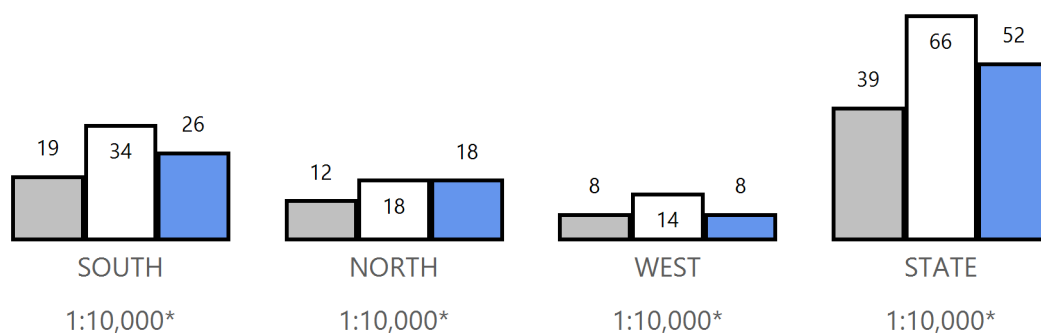 19 34 26
12 18 18
8 14 8
39 66 52
SOUTH NORTH WEST STATE
1:10,000* 1:10,000* 1:10,000* 1:10,000*